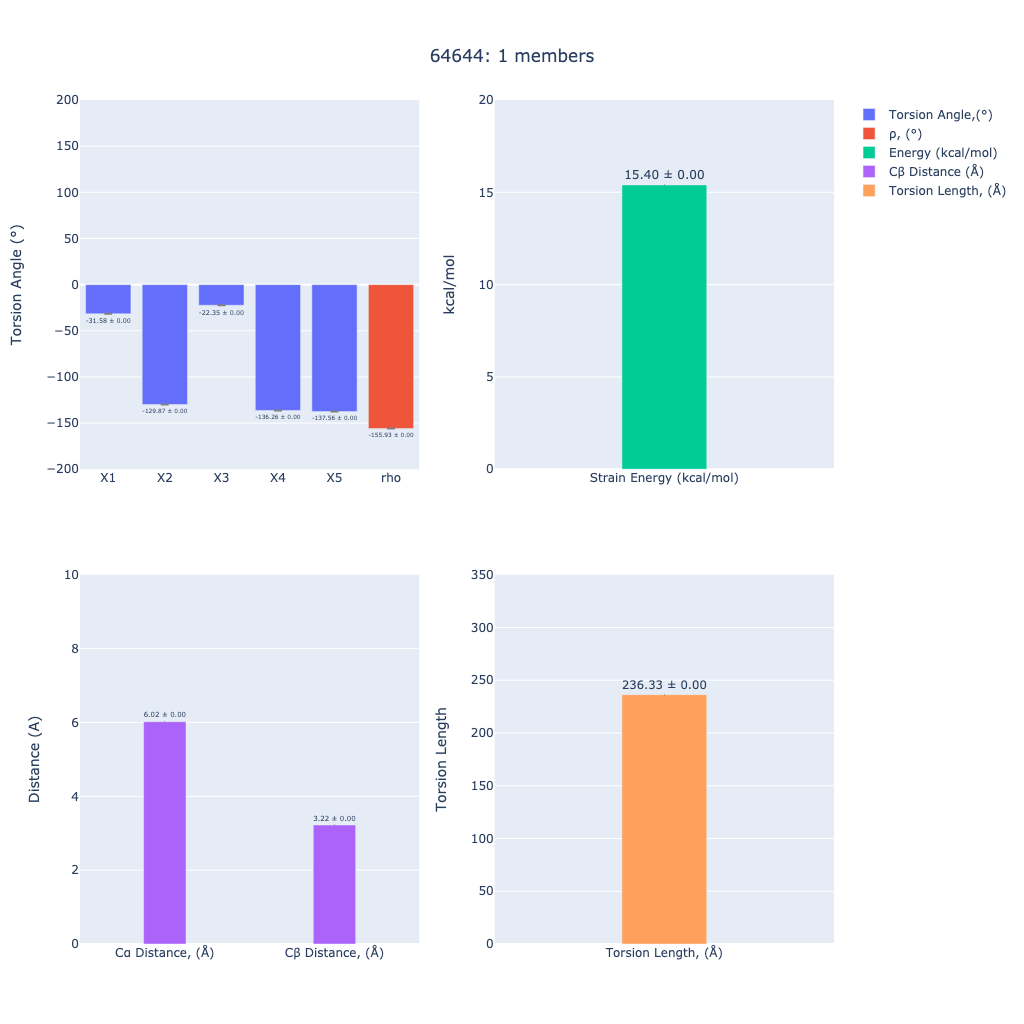 64644: 1 members
Torsion Angle (°)
200
150
100
50
0
−50
−100
−150
−200
-31.58 ± 0.00
-129.87 ± 0.00
-22.35 ± 0.00
-136.26 ± 0.00
-137.56 ± 0.00
-155.93 ± 0.00
X1 X2 X3 X4 X5 rho
kcal/mol
20
15
10
5
0
15.40 ± 0.00
Strain Energy (kcal/mol)
Torsion Angle,(°)
ρ, (°)
Energy (kcal/mol)
Cβ Distance (Å)
Torsion Length, (Å)
Distance (A)
10
8
6
4
2
0
6.02 ± 0.00
3.22 ± 0.00
Cα Distance, (Å) Cβ Distance, (Å)
Torsion Length
350
300
250
200
150
100
50
0
236.33 ± 0.00
Torsion Length, (Å)